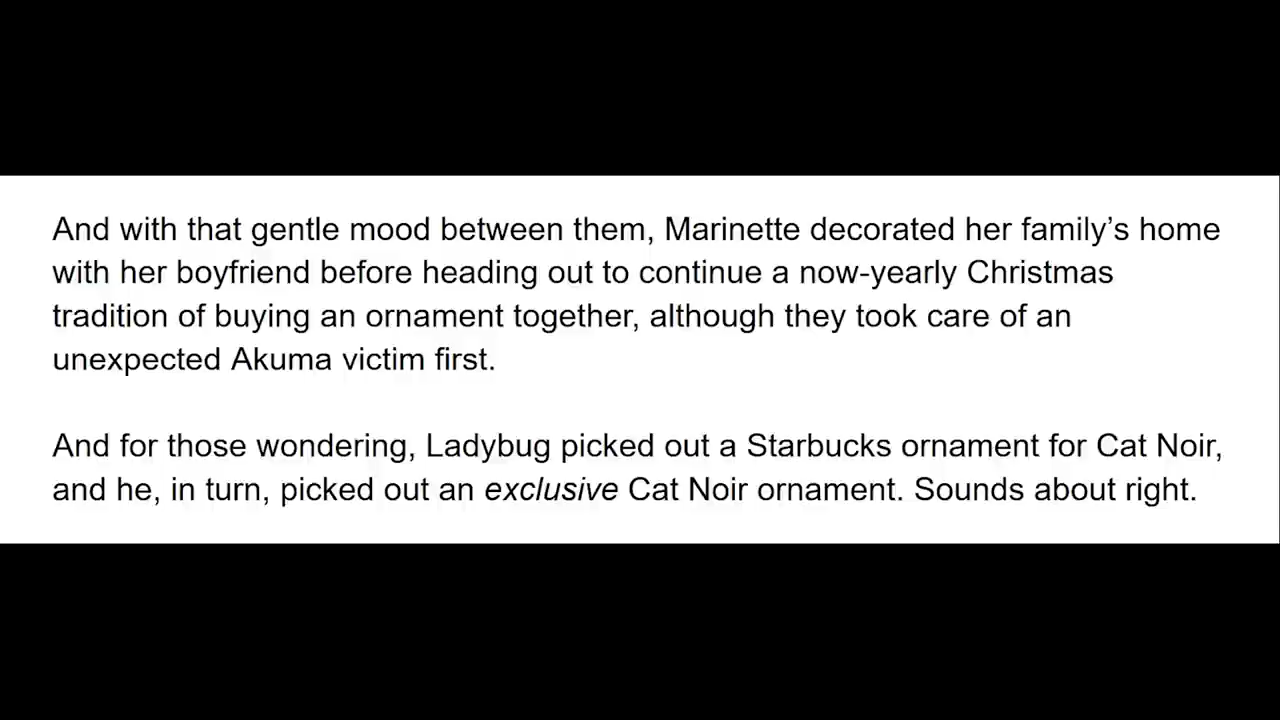 And with that gentle mood between them, Marinette decorated her family’s home
with her boyfriend before heading out to continue a now-yearly Christmas
tradition of buying an ornament together, although they took care of an
unexpected Akuma victim first.
And for those wondering, Ladybug picked out a Starbucks ornament for Cat Noir,
and he, in turn, picked out an exclusive Cat Noir ornament. Sounds about right.